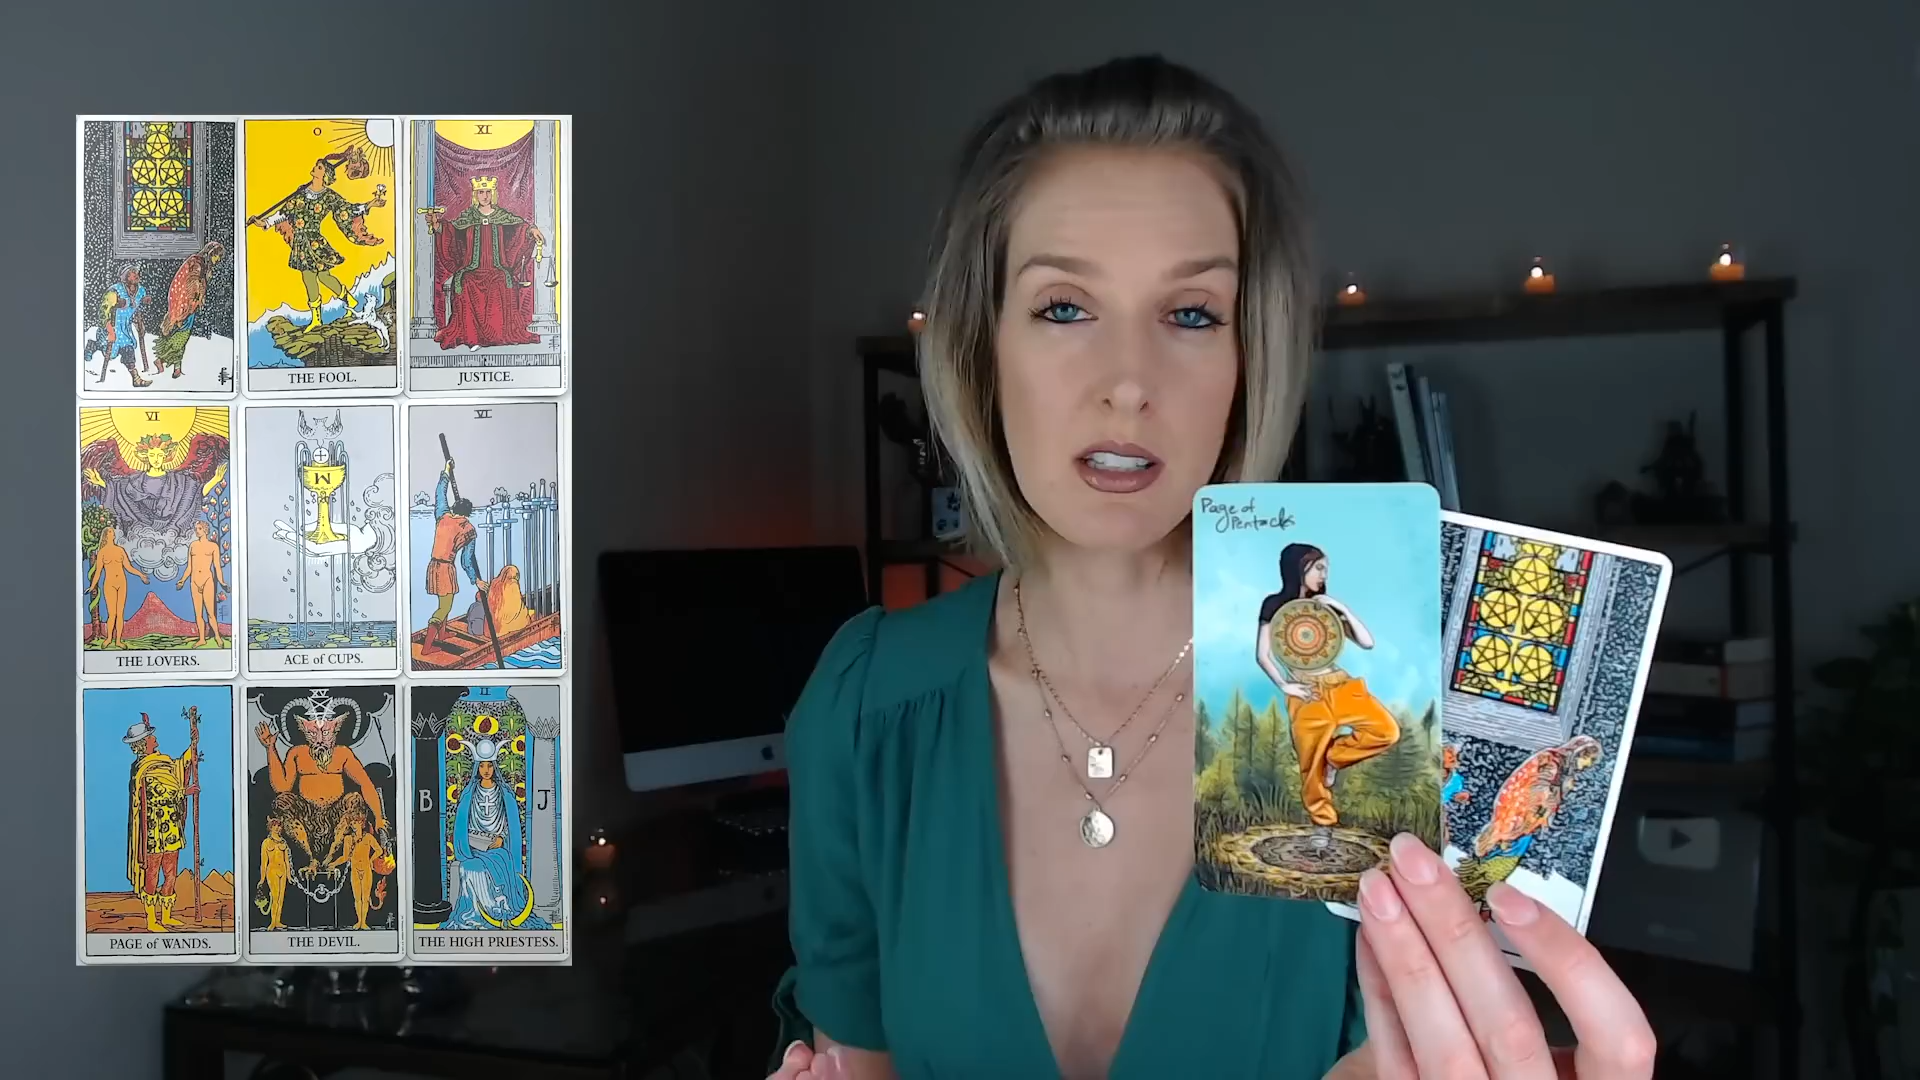 O
THE FOOL.
XI
JUSTICE.
VI
THE LOVERS.
ACE of CUPS.
VI
PAGE of WANDS.
XV
THE DEVIL.
II
B
J
THE HIGH PRIESTESS.
Page of
Pentacles